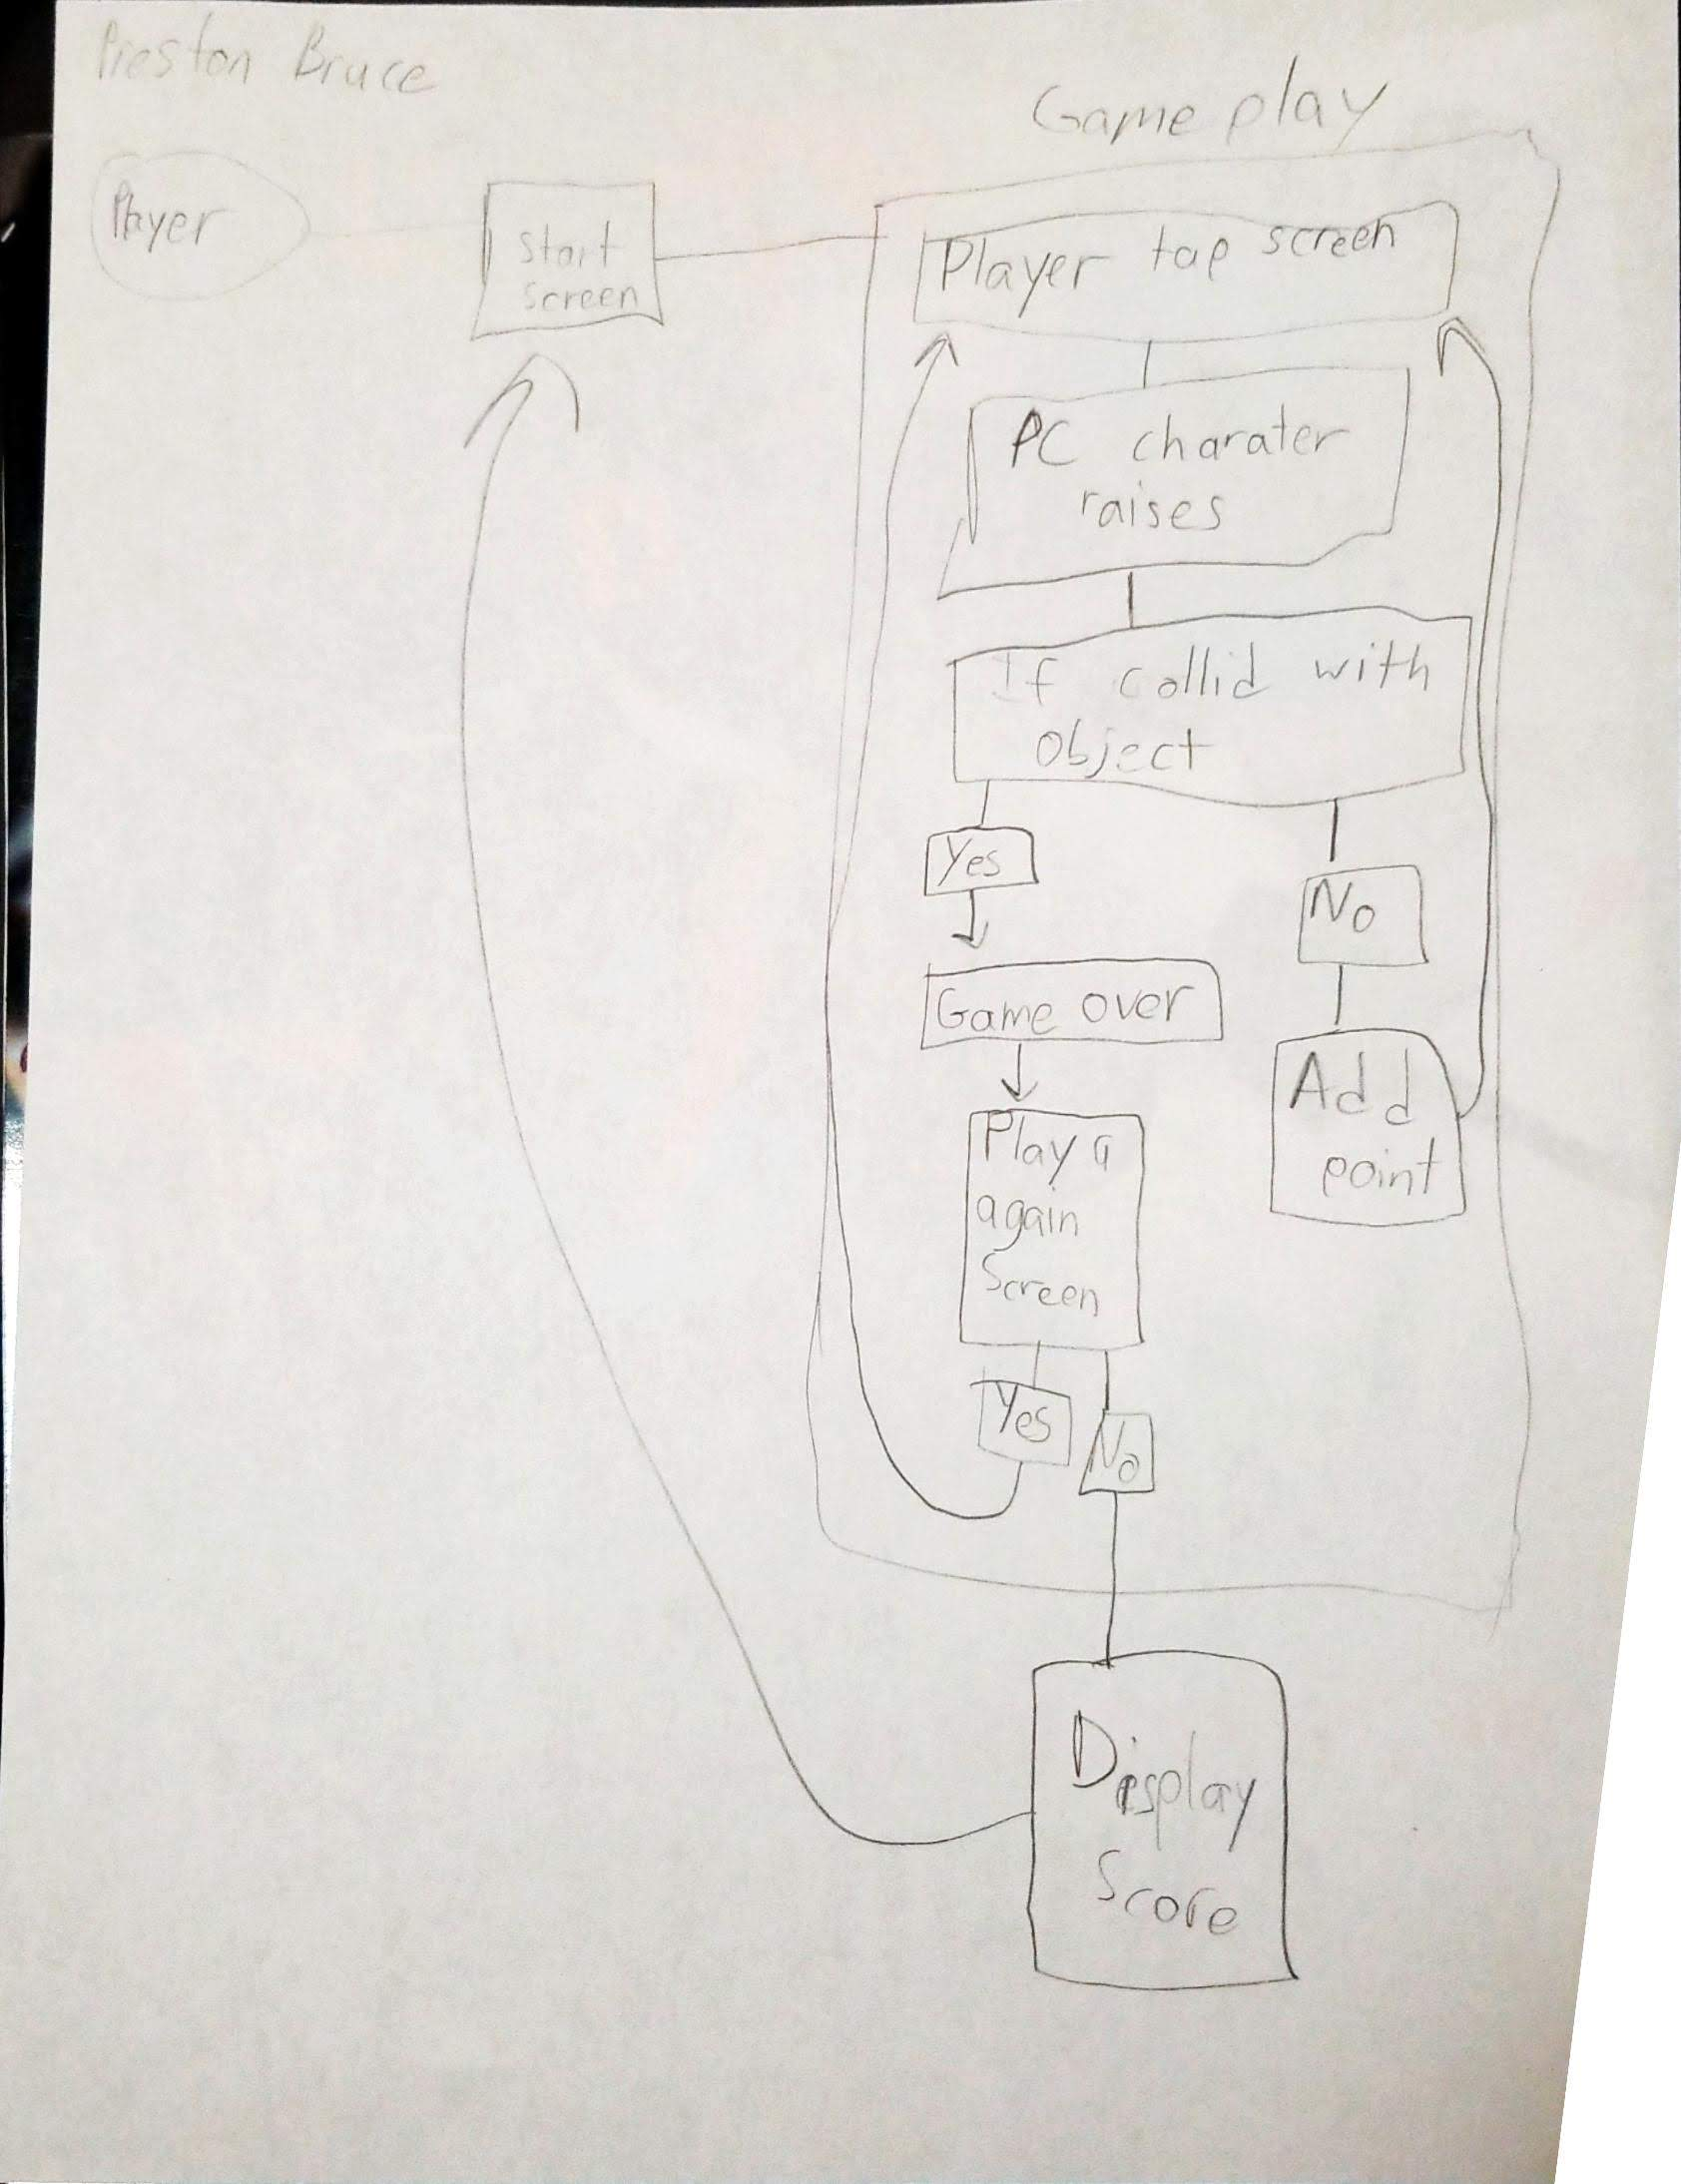 Preston Bruce
Game play
Player
Start
screen
Player tap screen
PC charater
raises
If collid with
object
Yes
No
Game over
Add
point
Play a
again
Screen
Yes
No
Display
Score